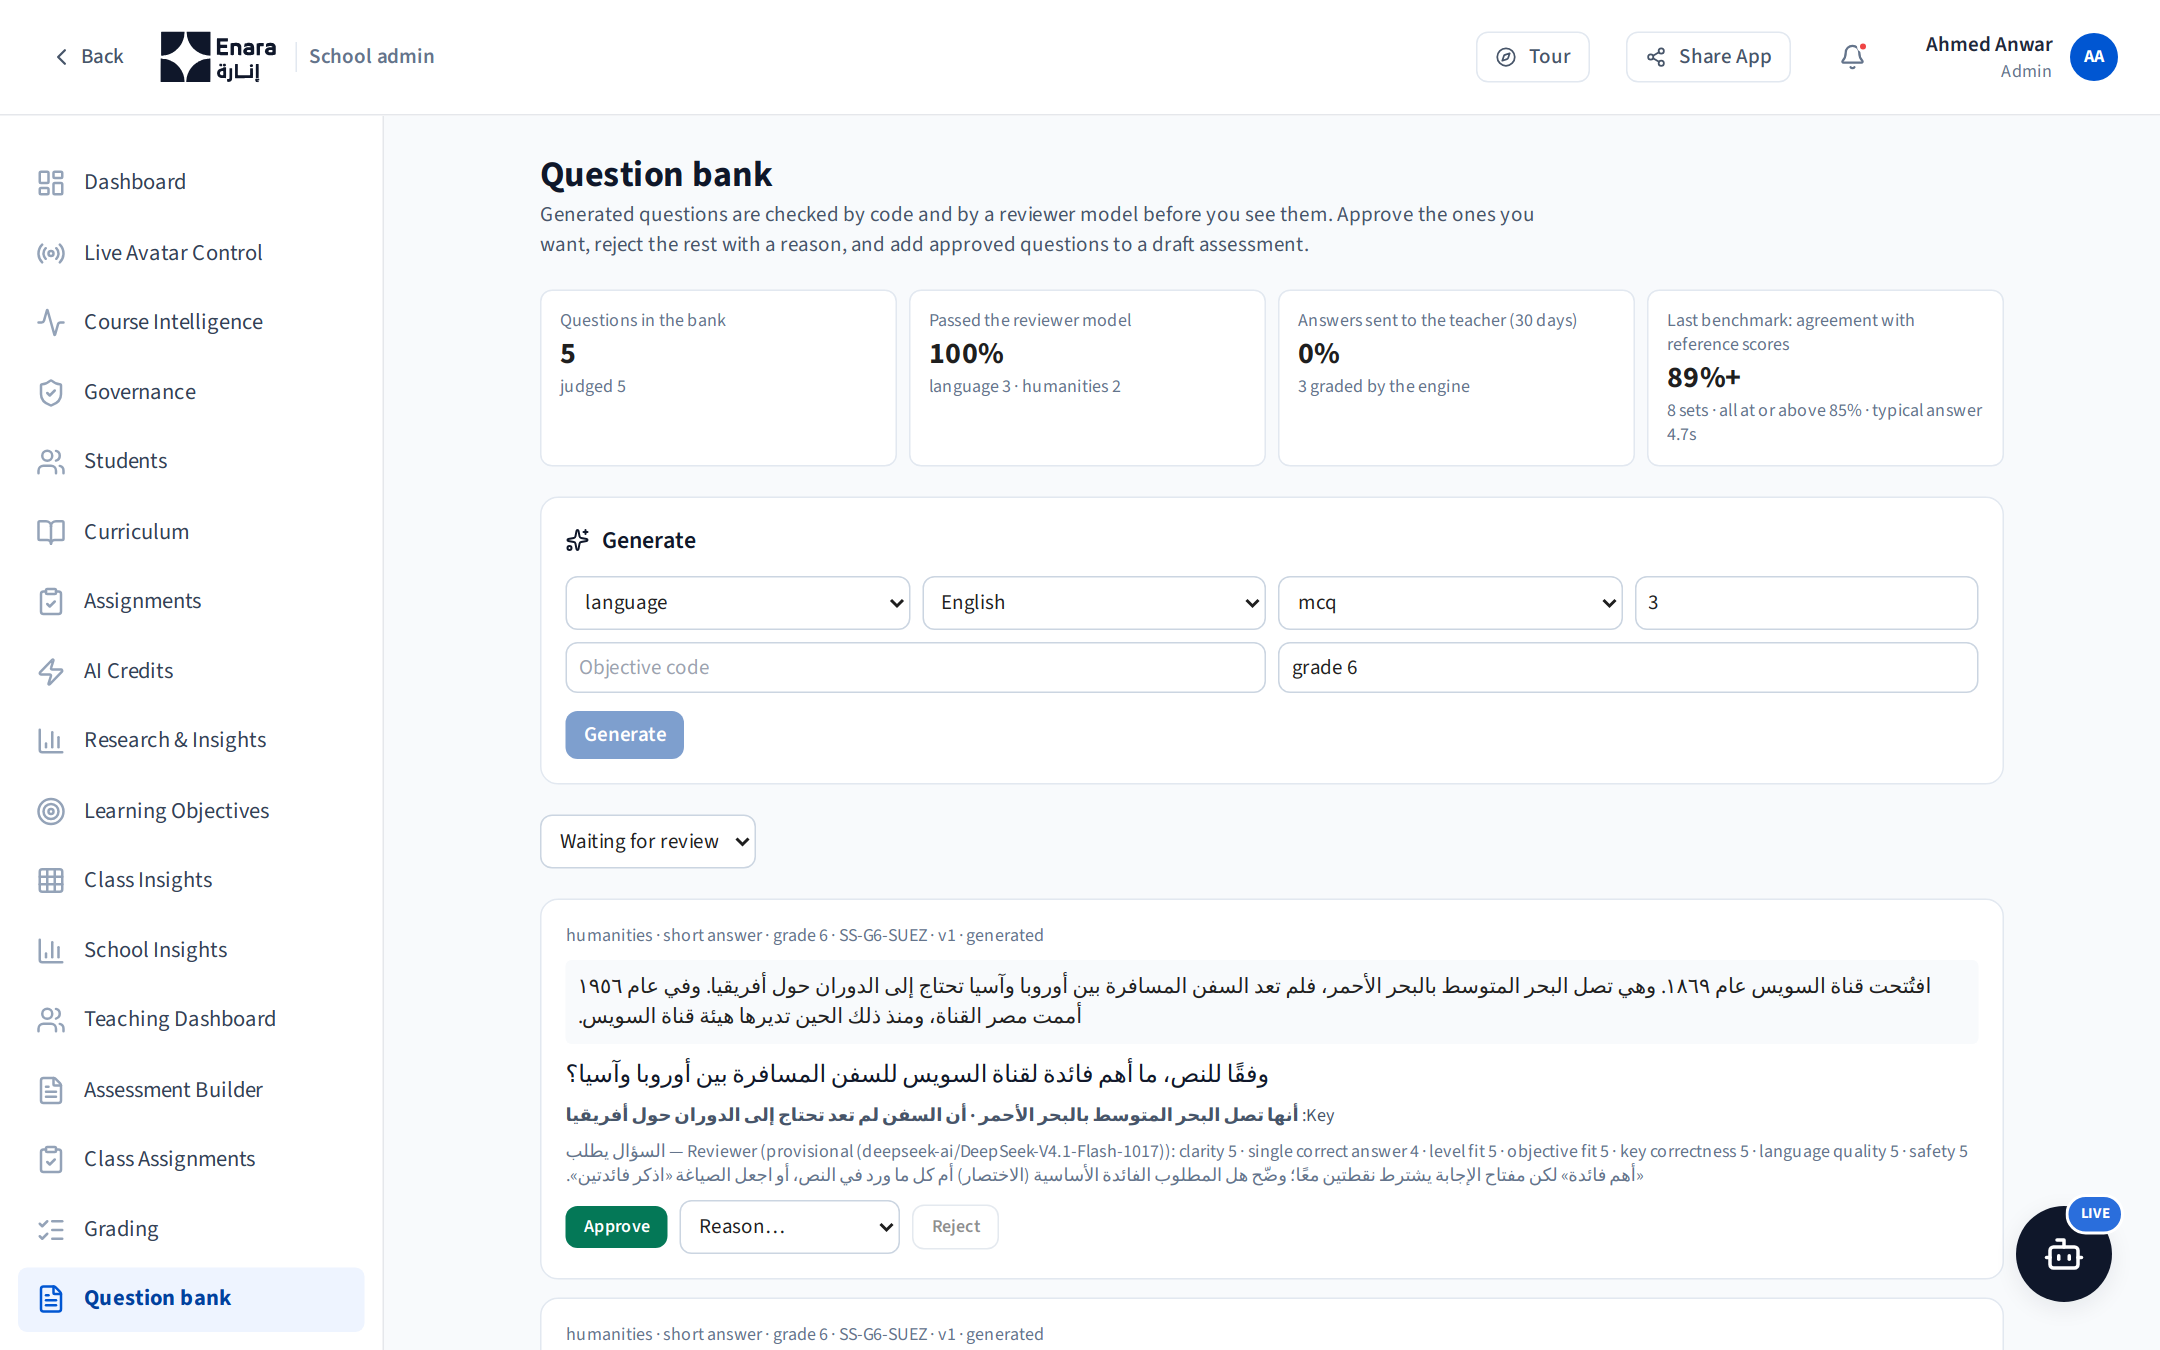 Back
Enara
إنارة
School admin
Tour
Share App
Ahmed Anwar
Admin
AA
Dashboard
Live Avatar Control
Course Intelligence
Governance
Students
Curriculum
Assignments
AI Credits
Research & Insights
Learning Objectives
Class Insights
School Insights
Teaching Dashboard
Assessment Builder
Class Assignments
Grading
Question bank
Question bank
Generated questions are checked by code and by a reviewer model before you see them. Approve the ones you
want, reject the rest with a reason, and add approved questions to a draft assessment.
Questions in the bank
5
judged 5
Passed the reviewer model
100%
language 3 · humanities 2
Answers sent to the teacher (30 days)
0%
3 graded by the engine
Last benchmark: agreement with
reference scores
89%+
8 sets · all at or above 85% · typical answer
4.7s
Generate
language
English
mcq
3
Objective code
grade 6
Generate
Waiting for review
humanities · short answer · grade 6 · SS-G6-SUEZ · v1 · generated
افتُتحت قناة السويس عام ١٨٦٩. وهي تصل البحر المتوسط بالبحر الأحمر، فلم تعد السفن المسافرة بين أوروبا وآسيا تحتاج إلى الدوران حول أفريقيا. وفي عام ١٩٥٦
أممت مصر القناة، ومنذ ذلك الحين تديرها هيئة قناة السويس.
وفقًا للنص، ما أهم فائدة لقناة السويس للسفن المسافرة بين أوروبا وآسيا؟
Key: أنها تصل البحر المتوسط بالبحر الأحمر · أن السفن لم تعد تحتاج إلى الدوران حول أفريقيا
Reviewer (provisional (deepseek-ai/DeepSeek-V4.1-Flash-1017)): clarity 5 · single correct answer 4 · level fit 5 · objective fit 5 · key correctness 5 · language quality 5 · safety 5 — السؤال يطلب
«أهم فائدة» لكن مفتاح الإجابة يشترط نقطتين معًا؛ وضّح هل المطلوب الفائدة الأساسية (الاختصار) أم كل ما ورد في النص، أو اجعل الصياغة «اذكر فائدتين».
Approve
Reason...
Reject
LIVE
humanities · short answer · grade 6 · SS-G6-SUEZ · v1 · generated